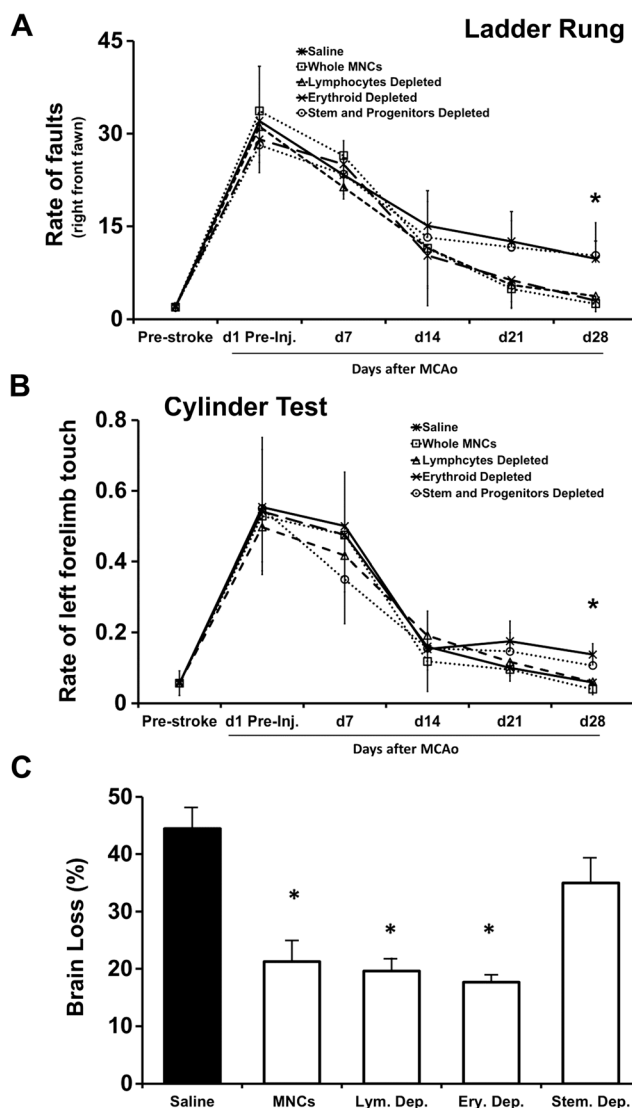 A
Ladder Rung
Saline
Whole MNCs
Lymphocytes Depleted
Erythroid Depleted
Stem and Progenitors Depleted
Rate of faults
(right front fawn)
45
30
15
0
*
Pre-stroke d1 Pre-Inj. d7 d14 d21 d28
Days after MCAo
B
Cylinder Test
Saline
Whole MNCs
Lymphcytes Depleted
Erythroid Depleted
Stem and Progenitors Depleted
Rate of left forelimb touch
0.8
0.6
0.4
0.2
0
*
Pre-stroke d1 Pre-Inj. d7 d14 d21 d28
Days after MCAo
C
Brain Loss (%)
50
40
30
20
10
0
* * *
Saline MNCs Lym. Dep. Ery. Dep. Stem. Dep.